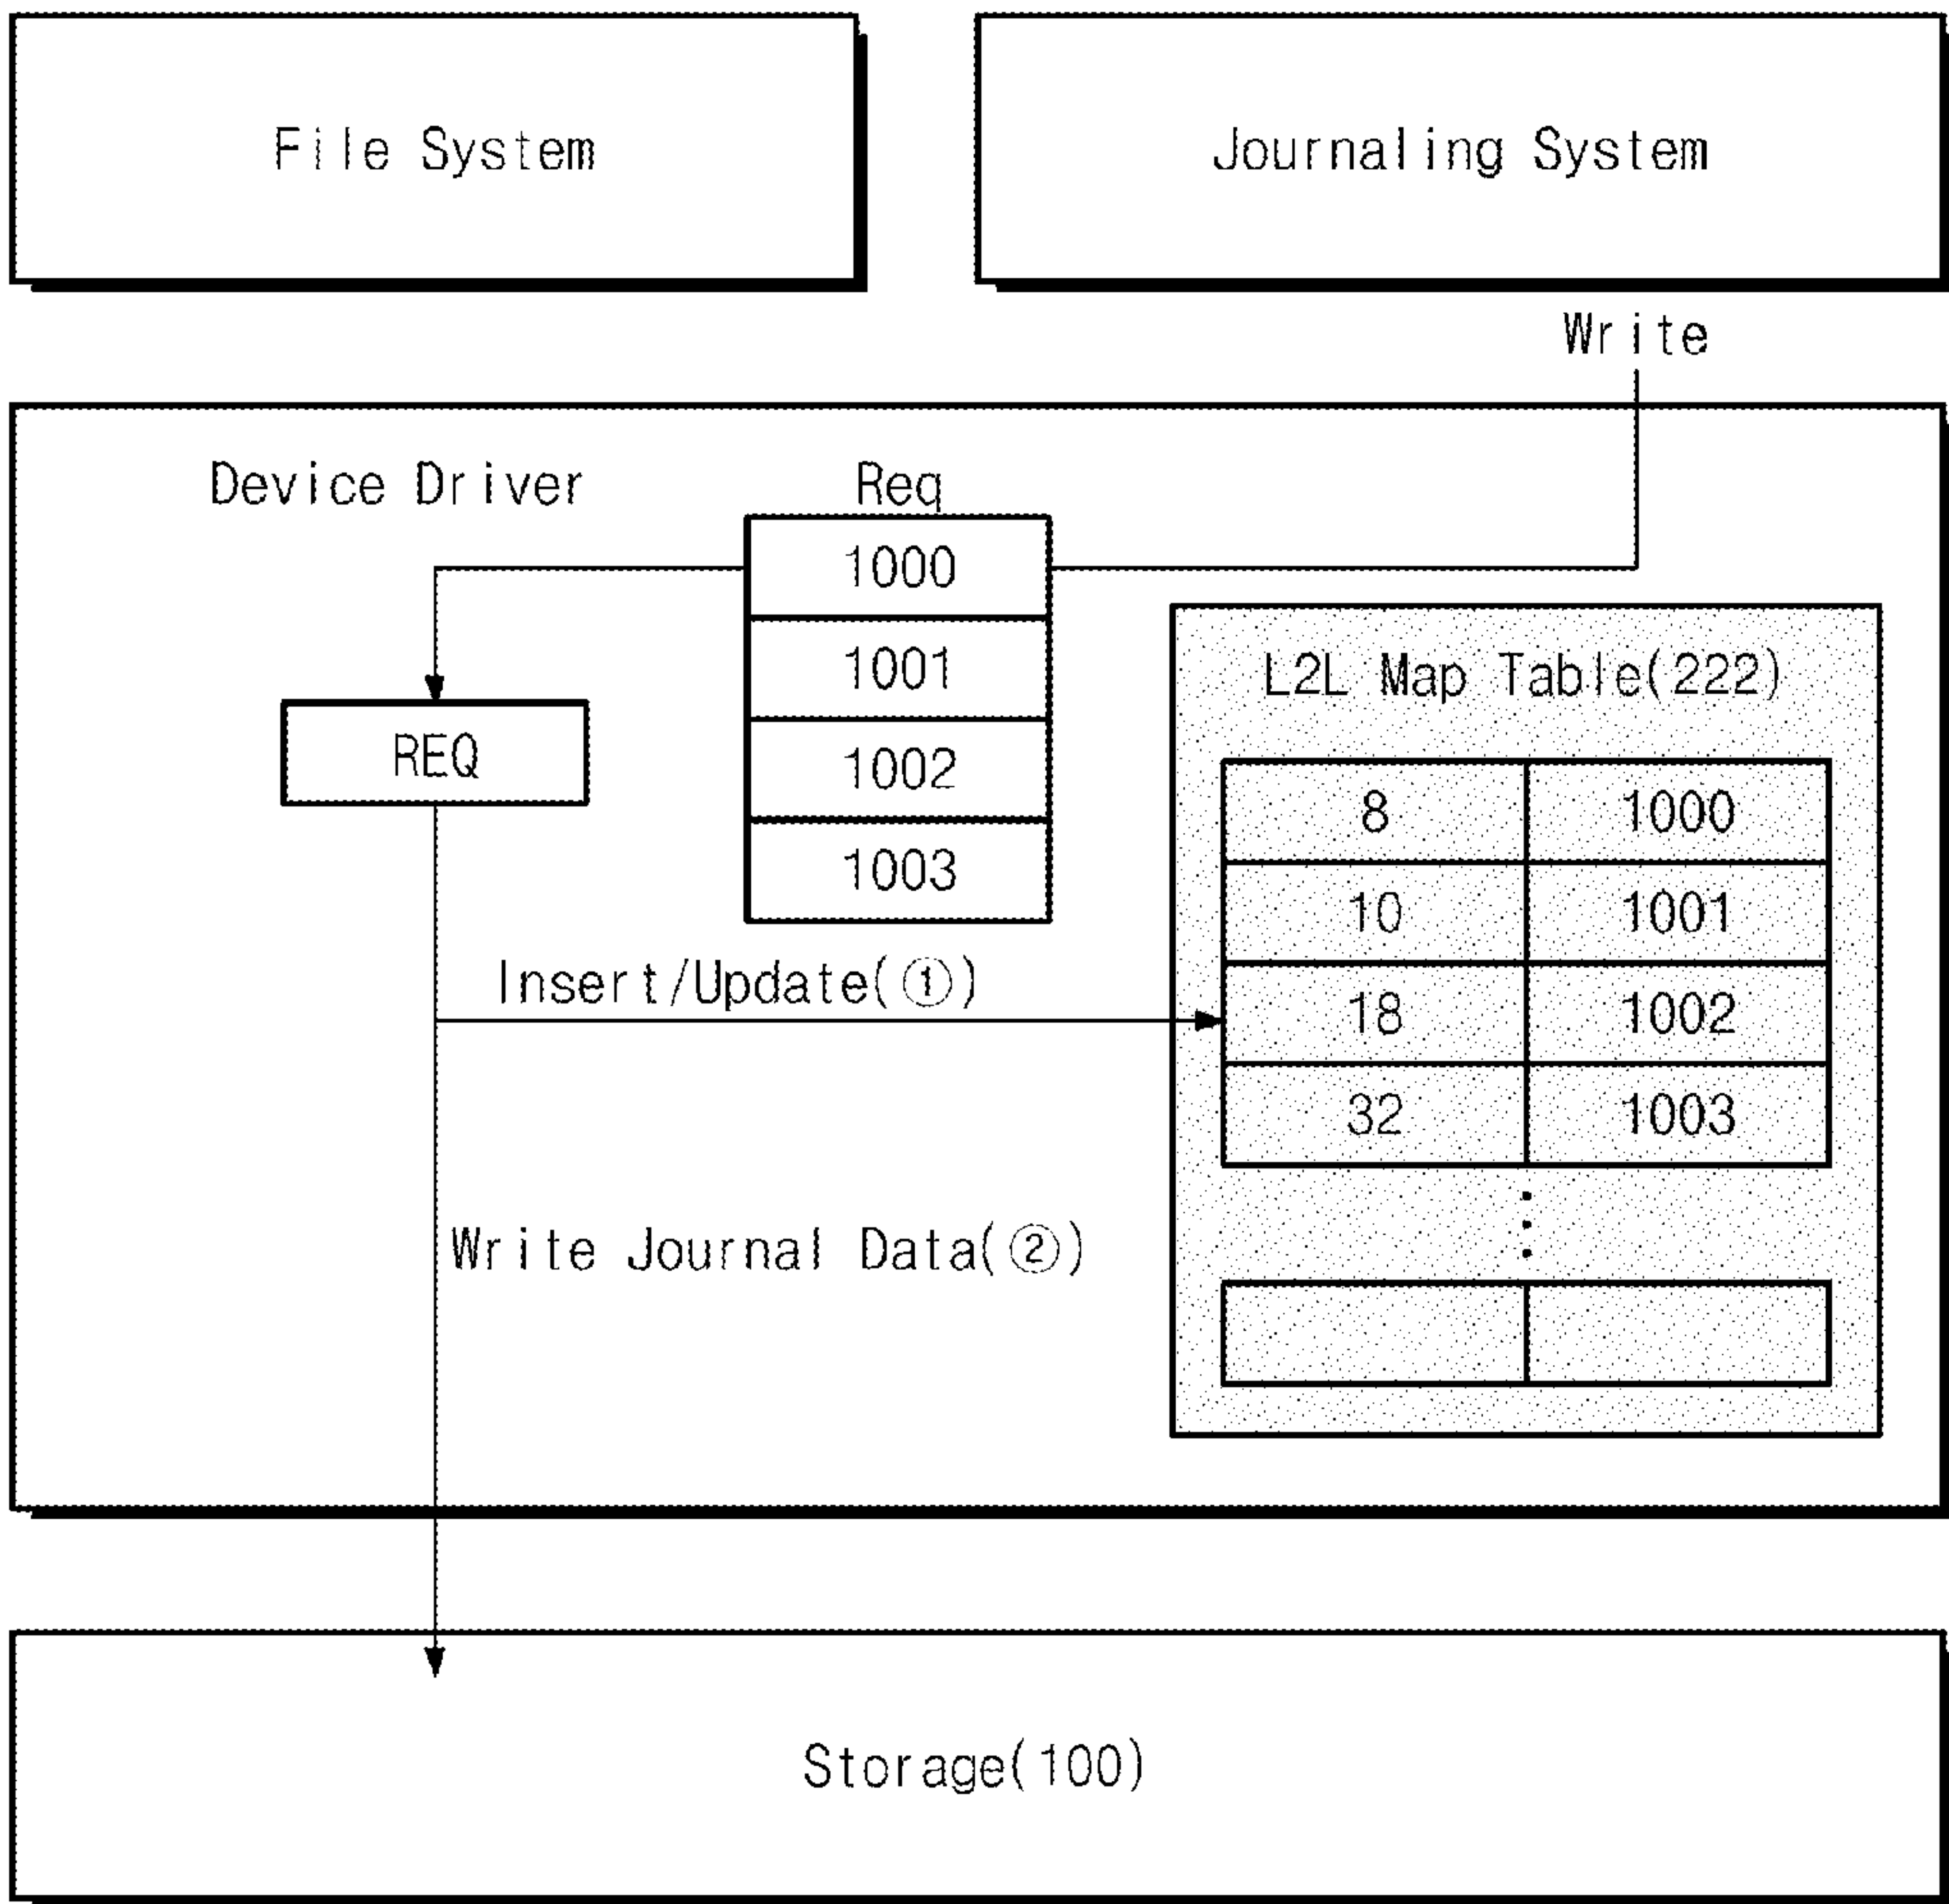 File System
Journaling System
Write
Device Driver
Req
1000
1001
1002
1003
REQ
L2L Map Table(222)
8 1000
10 1001
18 1002
32 1003
Insert/Update(①)
Write Journal Data(②)
Storage(100)